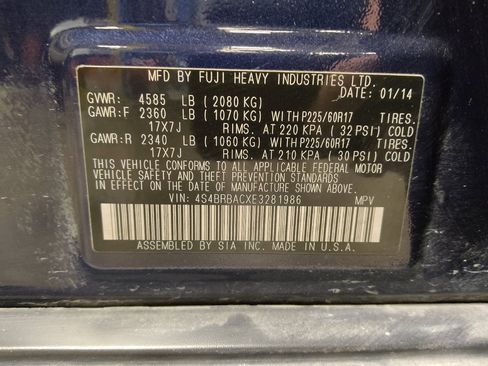 MFD BY FUJI HEAVY INDUSTRIES LTD.
DATE: 01/14
GVWR: 4585 LB ( 2080 KG)
GAWR:F 2360 LB ( 1070 KG) WITH P225/60R17 TIRES.
17X7J RIMS. AT 220 KPA ( 32 PSI) COLD
GAWR:R 2340 LB ( 1060 KG) WITH P225/60R17 TIRES.
17X7J RIMS. AT 210 KPA ( 30 PSI) COLD
THIS VEHICLE CONFORMS TO ALL APPLICABLE FEDERAL MOTOR
VEHICLE SAFETY AND THEFT PREVENTION STANDARDS
IN EFFECT ON THE DATE OF MANUFACTURE SHOWN ABOVE.
VIN: 4S4BRBACXE3281986 MPV
ASSEMBLED BY SIA INC. MADE IN U.S.A.